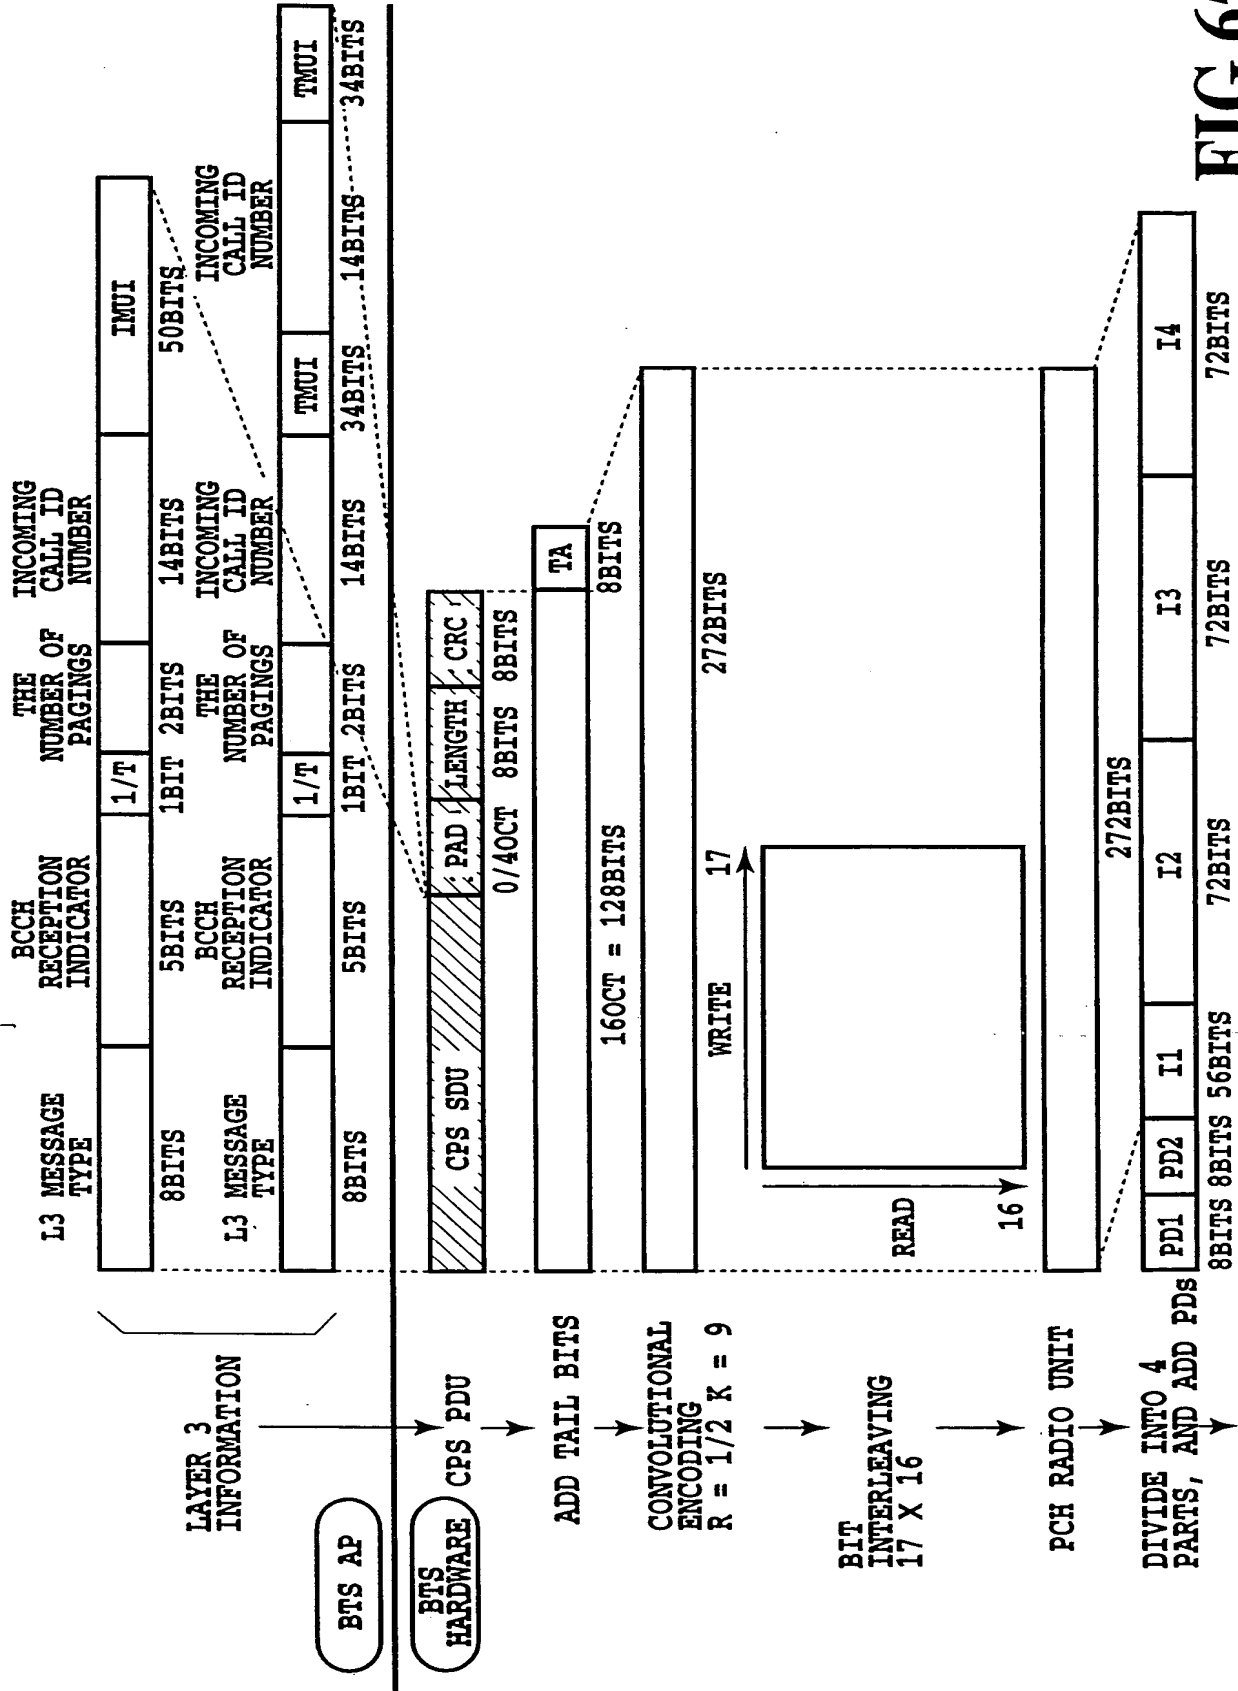 LAYER 3
INFORMATION
L3 MESSAGE
TYPE
BCCH
RECEPTION
INDICATOR
THE
NUMBER OF
PAGINGS
INCOMING
CALL ID
NUMBER
1/T
IMUI
8BITS
5BITS
1BIT
2BITS
14BITS
50BITS
L3 MESSAGE
TYPE
BCCH
RECEPTION
INDICATOR
THE
NUMBER OF
PAGINGS
INCOMING
CALL ID
NUMBER
INCOMING
CALL ID
NUMBER
1/T
TMUI
TMUI
8BITS
5BITS
1BIT
2BITS
14BITS
34BITS
14BITS
34BITS
BTS AP
BTS
HARDWARE
CPS PDU
CPS SDU
PAD
LENGTH
CRC
0/4OCT
8BITS
8BITS
ADD TAIL BITS
TA
16OCT = 128BITS
8BITS
CONVOLUTIONAL
ENCODING
R = 1/2 K = 9
272BITS
BIT
INTERLEAVING
17 X 16
WRITE
17
READ
16
PCH RADIO UNIT
272BITS
DIVIDE INTO 4
PARTS, AND ADD PDs
PD1
PD2
I1
I2
I3
I4
8BITS
8BITS
56BITS
72BITS
72BITS
72BITS
FIG.